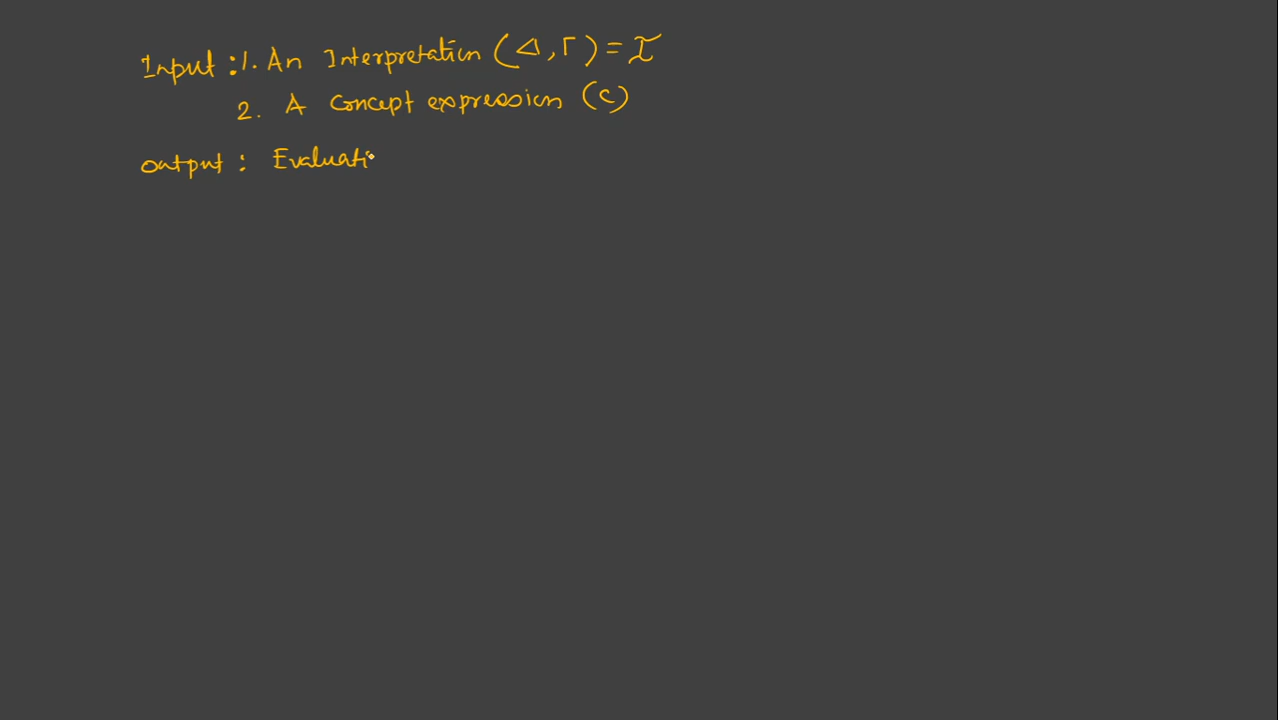 Input : 1. An Interpretation (Δ, Γ) = I
2. A Concept expression (C)
Output : Evaluati